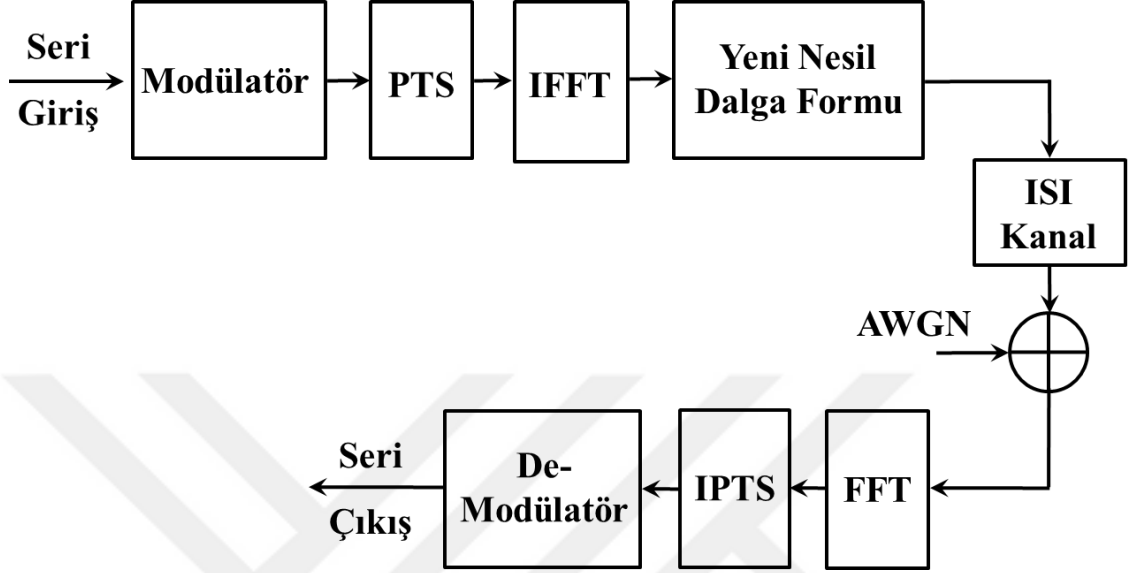 Seri
Giriş
Modülatör
PTS
IFFT
Yeni Nesil
Dalga Formu
ISI
Kanal
AWGN
FFT
IPTS
De-
Modülatör
Seri
Çıkış